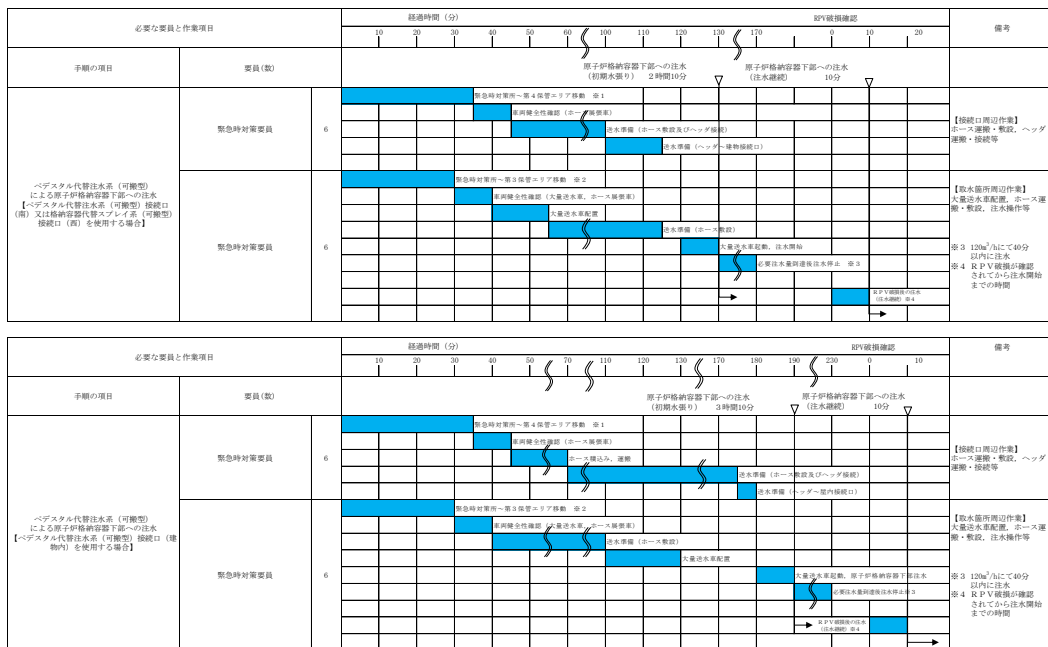 必要な要員と作業項目
経過時間（分）
RPV破損確認
備考
10 20 30 40 50 60 100 110 120 130 170 180 0 10 20
手順の項目
要員(数)
原子炉格納容器下部への注水
（初期水張り） ２時間10分
原子炉格納容器下部への注水
（注水継続） 10分
ペデスタル代替注水系（可搬型）
による原子炉格納容器下部への注水
【ペデスタル代替注水系（可搬型）接続口
（南）又は格納容器代替スプレイ系（可搬型）
接続口（西）を使用する場合】
緊急時対策要員
6
緊急時対策所～第４保管エリア移動 ※１
車両健全性確認（ホース展張車）
送水準備（ホース敷設及びヘッダ接続）
送水準備（ヘッダ～建物接続口）
【接続口周辺作業】
ホース運搬・敷設，ヘッダ
運搬・接続等
緊急時対策要員
6
緊急時対策所～第３保管エリア移動 ※２
車両健全性確認（大量送水車，ホース展張車）
大量送水車配置
送水準備（ホース敷設）
大量送水車起動，注水開始
必要注水量到達後注水停止 ※３
ＲＰＶ破損後の注水
（注水継続）※４
【取水箇所周辺作業】
大量送水車配置，ホース運
搬・敷設，注水操作等
※３ 120m³/hにて40分
以内に注水
※４ ＲＰＶ破損が確認
されてから注水開始
までの時間
必要な要員と作業項目
経過時間（分）
RPV破損確認
備考
10 20 30 40 50 70 110 120 130 170 180 190 230 0 10
手順の項目
要員(数)
原子炉格納容器下部への注水
（初期水張り） ３時間10分
原子炉格納容器下部への注水
（注水継続） 10分
ペデスタル代替注水系（可搬型）
による原子炉格納容器下部への注水
【ペデスタル代替注水系（可搬型）接続口（建
物内）を使用する場合】
緊急時対策要員
6
緊急時対策所～第４保管エリア移動 ※１
車両健全性確認（ホース展張車）
ホース積込み，運搬
送水準備（ホース敷設及びヘッダ接続）
送水準備（ヘッダ～屋内接続口）
【接続口周辺作業】
ホース運搬・敷設，ヘッダ
運搬・接続等
緊急時対策要員
6
緊急時対策所～第３保管エリア移動 ※２
車両健全性確認（大量送水車，ホース展張車）
送水準備（ホース敷設）
大量送水車配置
大量送水車起動，原子炉格納容器下部注水
必要注水量到達後注水停止※３
ＲＰＶ破損後の注水
（注水継続）※４
【取水箇所周辺作業】
大量送水車配置，ホース運
搬・敷設，注水操作等
※３ 120m³/hにて40分
以内に注水
※４ ＲＰＶ破損が確認
されてから注水開始
までの時間